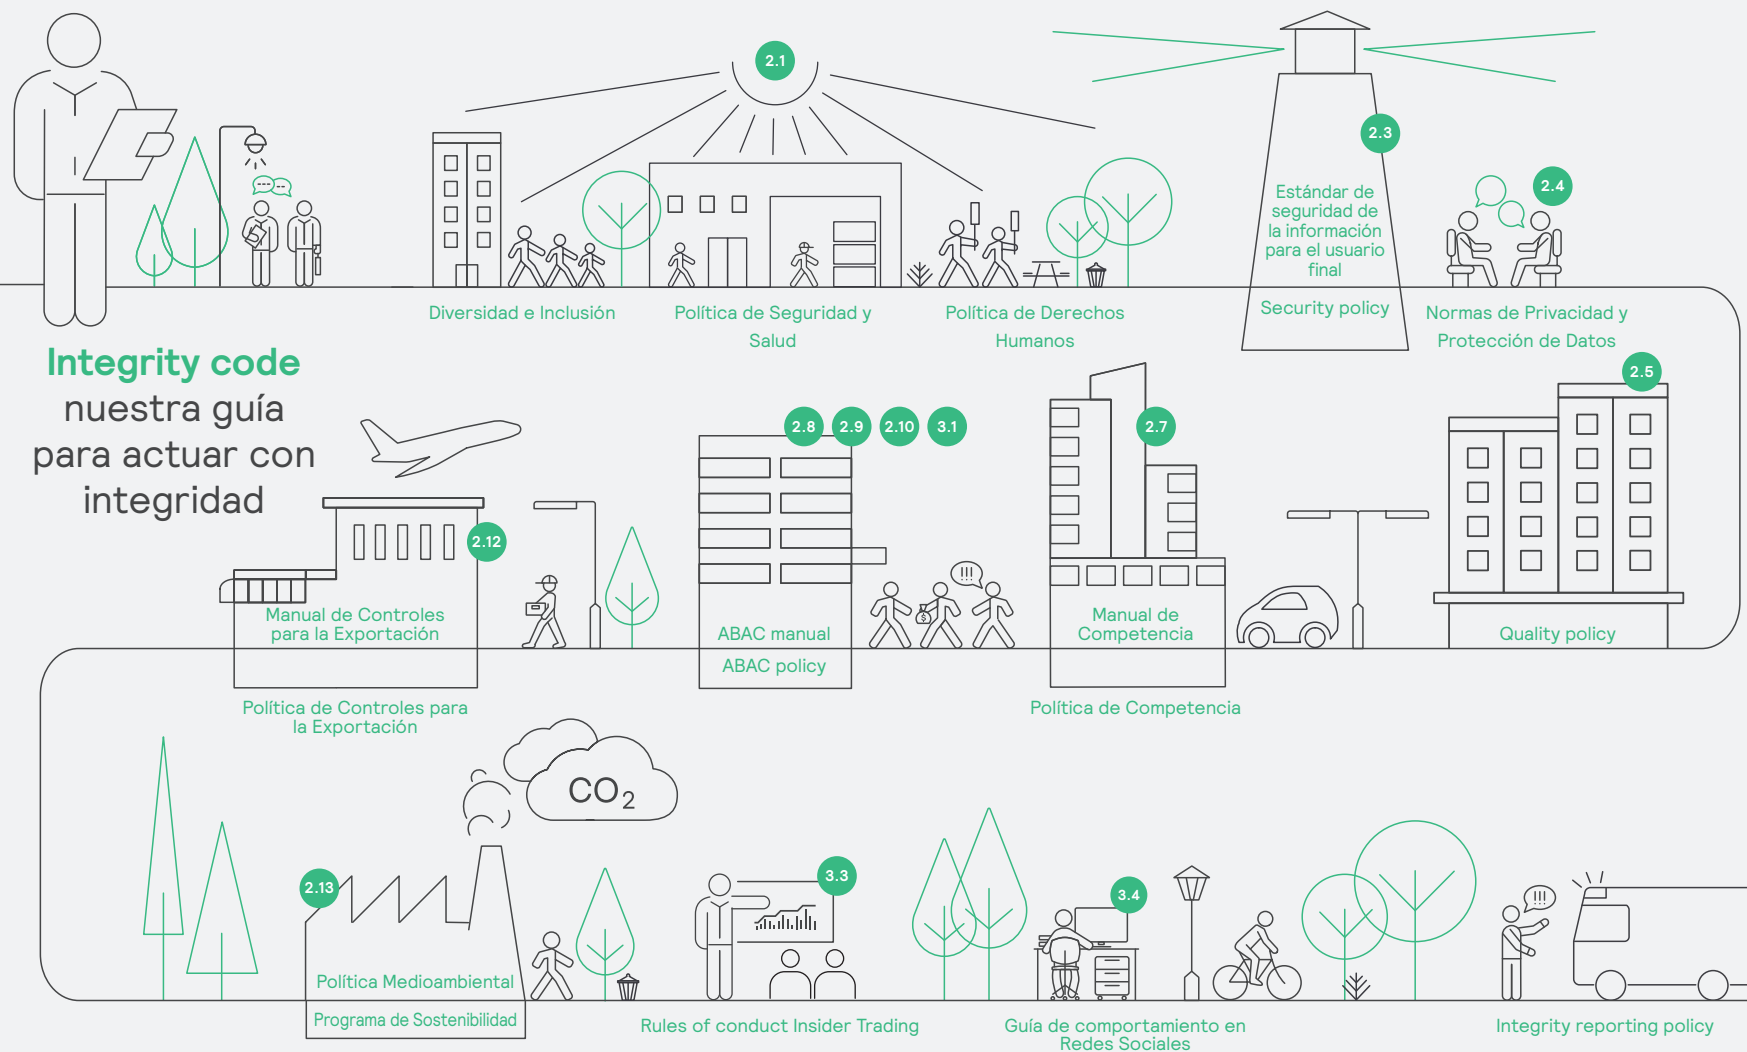 2.1
2.3
2.4
Estándar de
seguridad de
la información
para el usuario
final
Diversidad e Inclusión
Política de Seguridad y
Salud
Política de Derechos
Humanos
Security policy
Normas de Privacidad y
Protección de Datos
Integrity code
nuestra guía
para actuar con
integridad
2.5
2.7
2.8
2.9
2.10
3.1
2.12
!!!
Manual de Controles
para la Exportación
ABAC manual
ABAC policy
$
Manual de
Competencia
Quality policy
Política de Controles para
la Exportación
Política de Competencia
CO2
2.13
3.3
3.4
!!!
Política Medioambiental
Programa de Sostenibilidad
Rules of conduct Insider Trading
Guía de comportamiento en
Redes Sociales
Integrity reporting policy